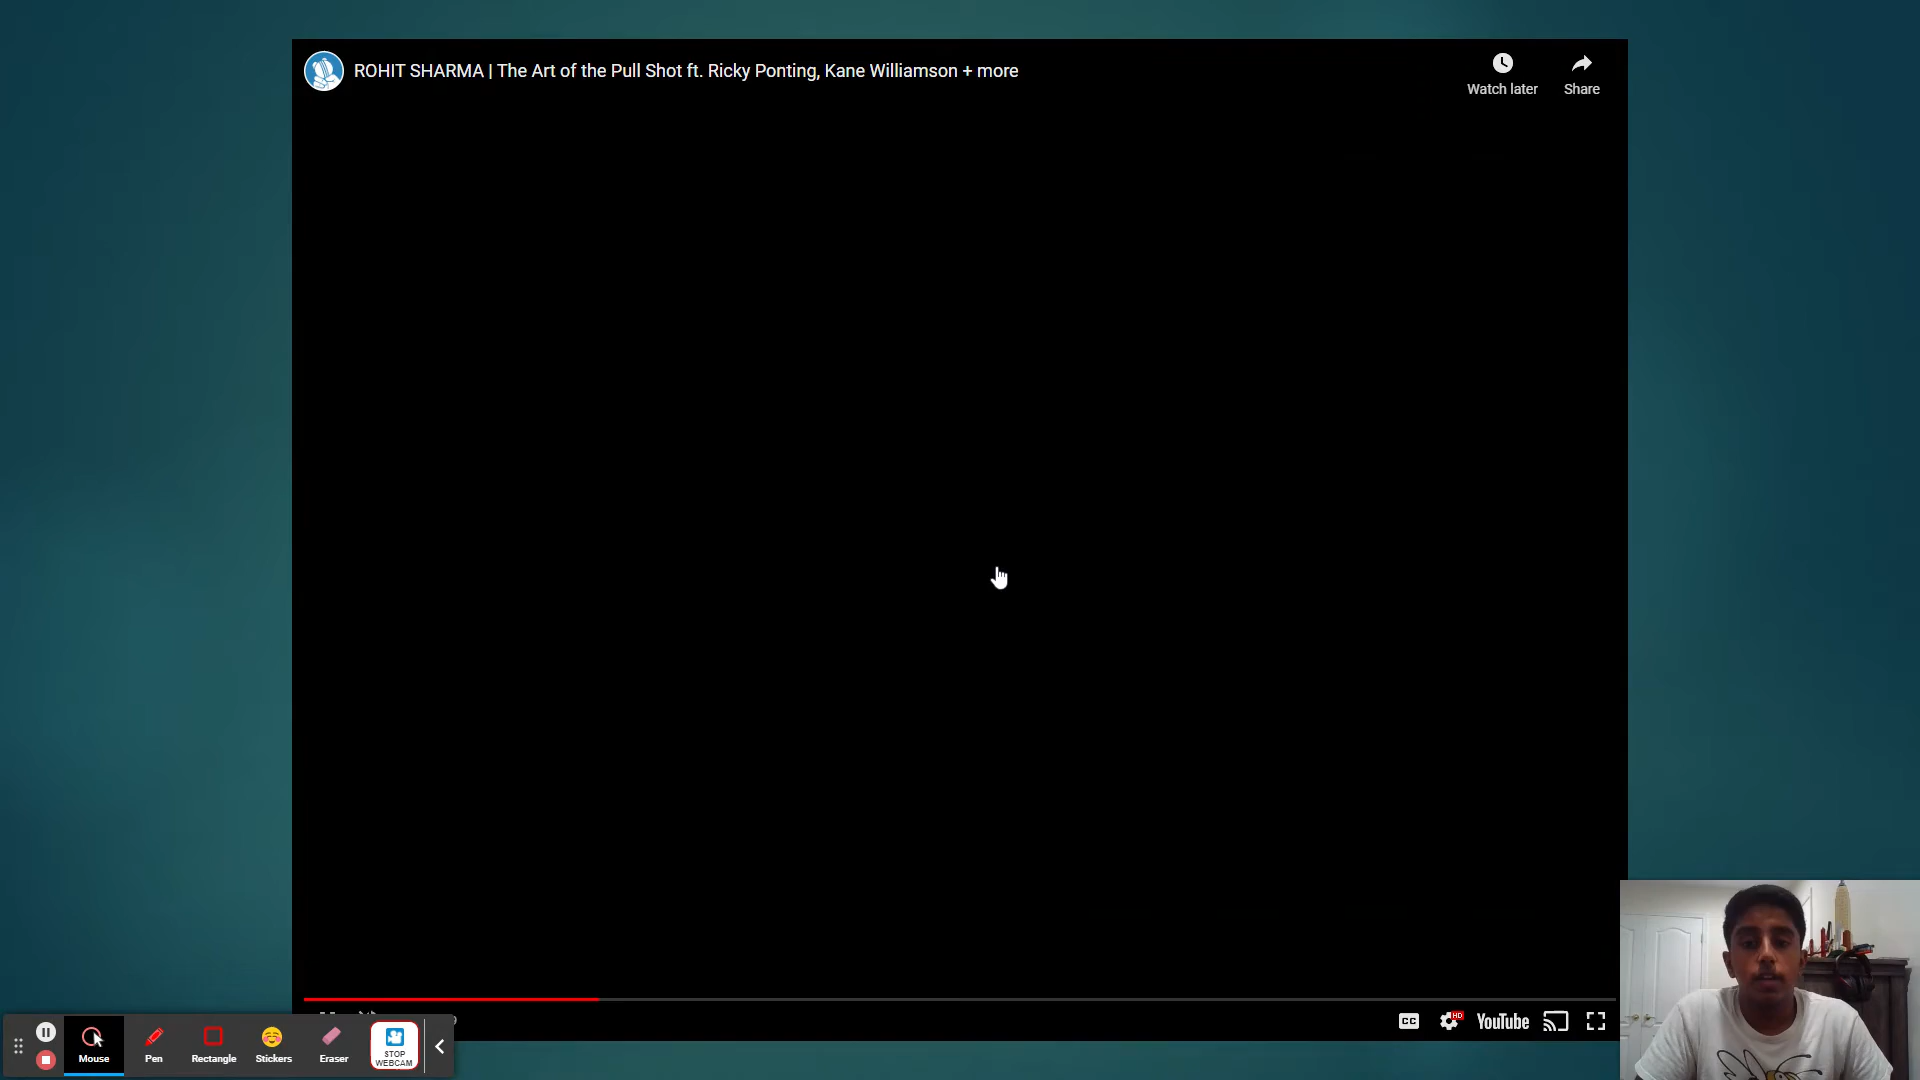 ROHIT SHARMA | The Art of the Pull Shot ft. Ricky Ponting, Kane Williamson + more
Watch later
Share
CC
HD
YouTube
Mouse
Pen
Rectangle
Stickers
Eraser
STOP
WEBCAM